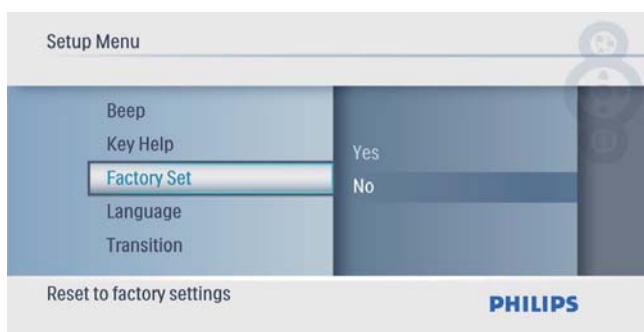 Setup Menu
Beep
Key Help
Factory Set
Language
Transition
Yes
No
Reset to factory settings
PHILIPS